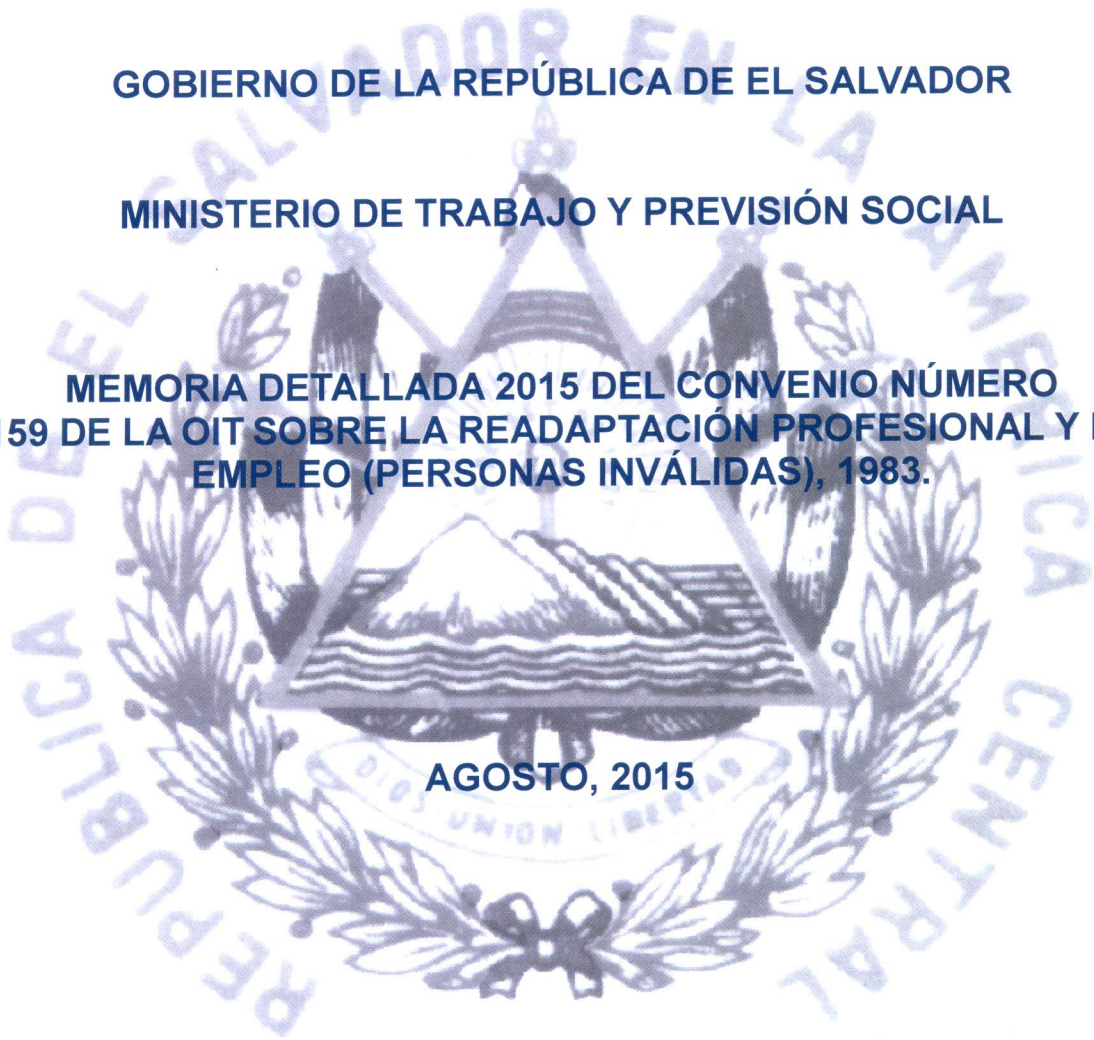 GOBIERNO DE LA REPÚBLICA DE EL SALVADOR
MINISTERIO DE TRABAJO Y PREVISIÓN SOCIAL
MEMORIA DETALLADA 2015 DEL CONVENIO NÚMERO
159 DE LA OIT SOBRE LA READAPTACIÓN PROFESIONAL Y
EMPLEO (PERSONAS INVÁLIDAS), 1983.
AGOSTO, 2015
DIOS UNION LIBERTAD
REPUBLICA DE EL SALVADOR EN LA AMERICA CENTRAL